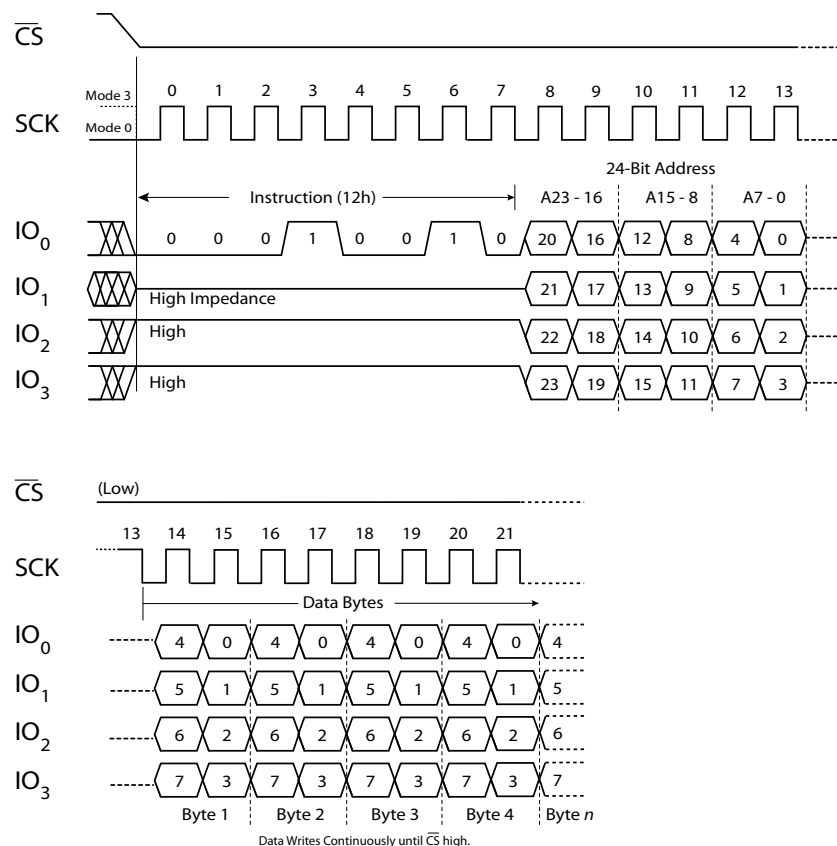 CS
Mode 3
SCK
Mode 0
0 1 2 3 4 5 6 7 8 9 10 11 12 13
24-Bit Address
Instruction (12h)
A23 - 16 A15 - 8 A7 - 0
IO0 0 0 0 1 0 0 1 0 20 16 12 8 4 0
IO1 High Impedance 21 17 13 9 5 1
IO2 High 22 18 14 10 6 2
IO3 High 23 19 15 11 7 3
CS (Low)
13 14 15 16 17 18 19 20 21
SCK
Data Bytes
IO0 4 0 4 0 4 0 4 0 4
IO1 5 1 5 1 5 1 5 1 5
IO2 6 2 6 2 6 2 6 2 6
IO3 7 3 7 3 7 3 7 3 7
Byte 1 Byte 2 Byte 3 Byte 4 Byte n
Data Writes Continuously until CS high.